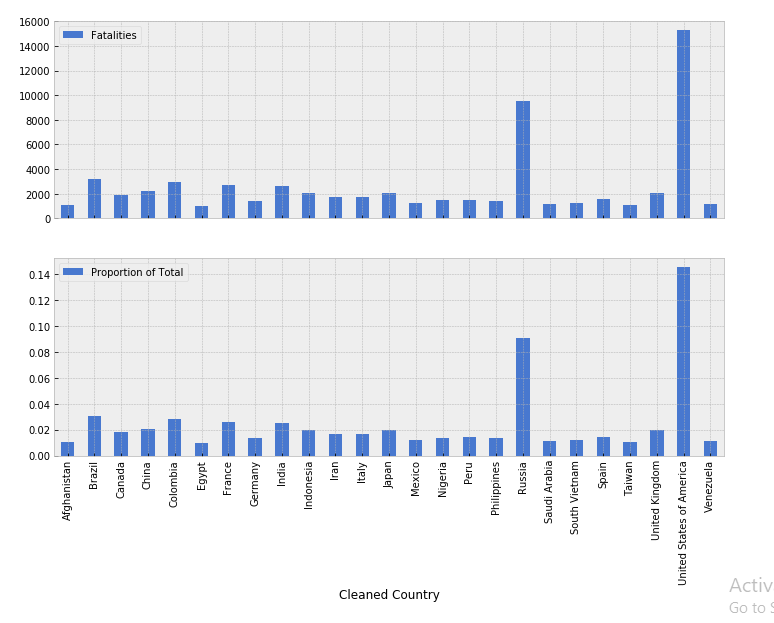 16000
14000
12000
10000
8000
6000
4000
2000
0
Fatalities
0.14
0.12
0.10
0.08
0.06
0.04
0.02
0.00
Proportion of Total
Afghanistan
Brazil
Canada
China
Colombia
Egypt
France
Germany
India
Indonesia
Iran
Italy
Japan
Mexico
Nigeria
Peru
Philippines
Russia
Saudi Arabia
South Vietnam
Spain
Taiwan
United Kingdom
United States of America
Venezuela
Cleaned Country
Activ
Go to S